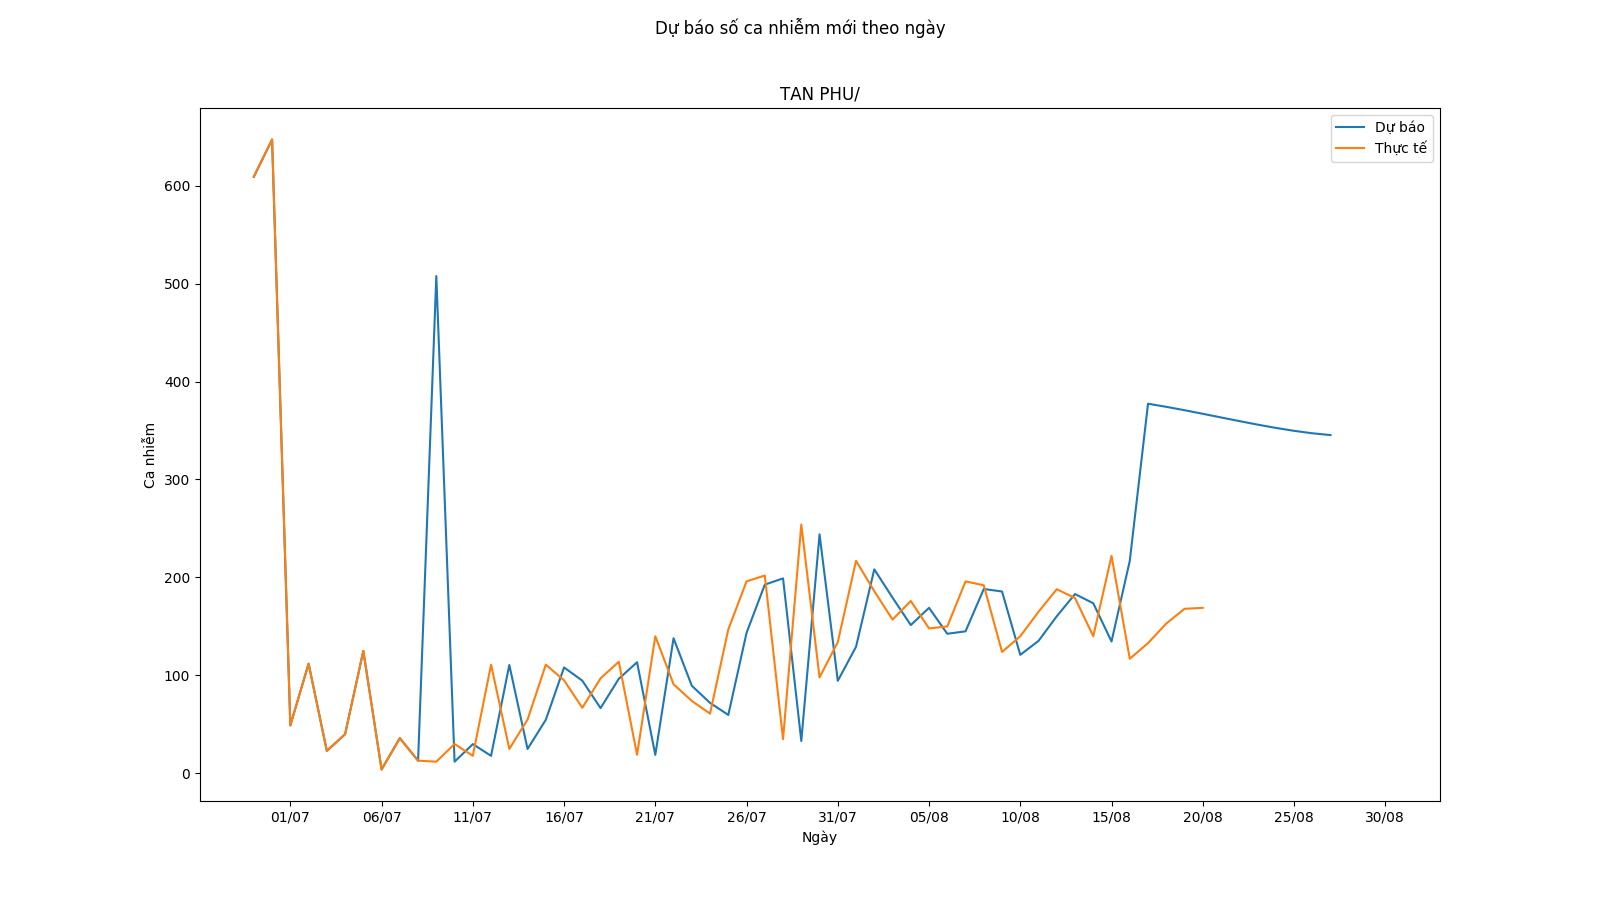 Dự báo số ca nhiễm mới theo ngày
TAN PHU/
Dự báo
Thực tế
600
500
400
300
200
100
0
Ca nhiễm
01/07 06/07 11/07 16/07 21/07 26/07 31/07 05/08 10/08 15/08 20/08 25/08 30/08
Ngày